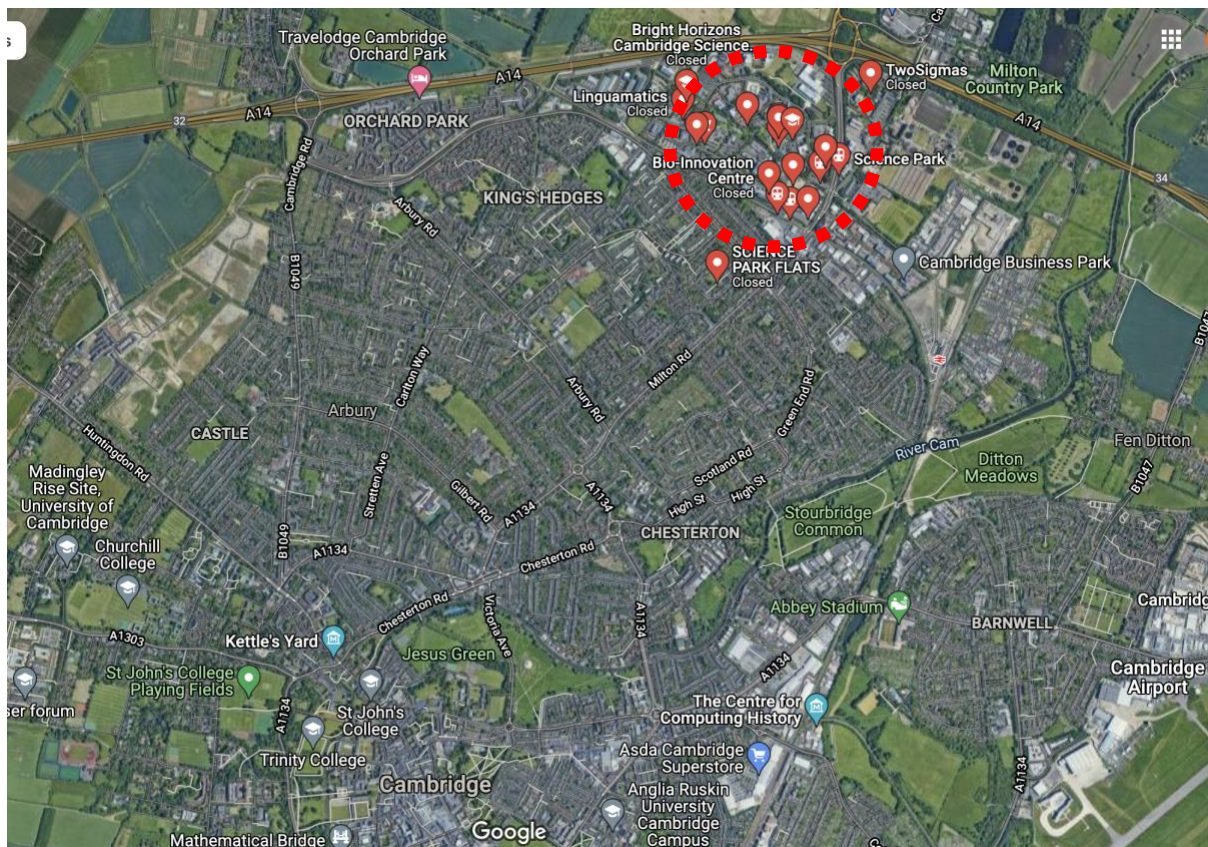 s
Bright Horizons
Cambridge Science.
Closed
Travelodge Cambridge
Orchard Park
A14
TwoSigmas
Closed
Milton
Country Park
Linguamatics
Closed
A14
32
ORCHARD PARK
A14
Cambridge Rd
Bio-Innovation
Centre
Closed
Science Park
34
KING'S HEDGES
Arbury Rd
SCIENCE
PARK FLATS
Closed
Cambridge Business Park
B1049
B1047
Carlton Way
Milton Rd
Arbury Rd
Green End Rd
Arbury
CASTLE
Huntingdon Rd
River Cam
Fen Ditton
Scotland Rd
Ditton
Meadows
B1047
Madingley
Rise Site,
University of
Cambridge
Stretten Ave
Gilbert Rd
A1134
A1134
High St
High St
Stourbridge
Common
CHESTERTON
B1049
A1134
Churchill
College
Chesterton Rd
Chesterton Rd
Victoria Ave
A1134
Abbey Stadium
BARNWELL
Cambridg
A1303
Kettle's Yard
Jesus Green
St John's College
Playing Fields
A1134
Cambridge
Airport
ser forum
A1134
St John's
College
The Centre for
Computing History
Trinity College
Asda Cambridge
Superstore
A1134
Cambridge
Anglia Ruskin
University
Cambridge
Campus
Google
Mathematical Bridge